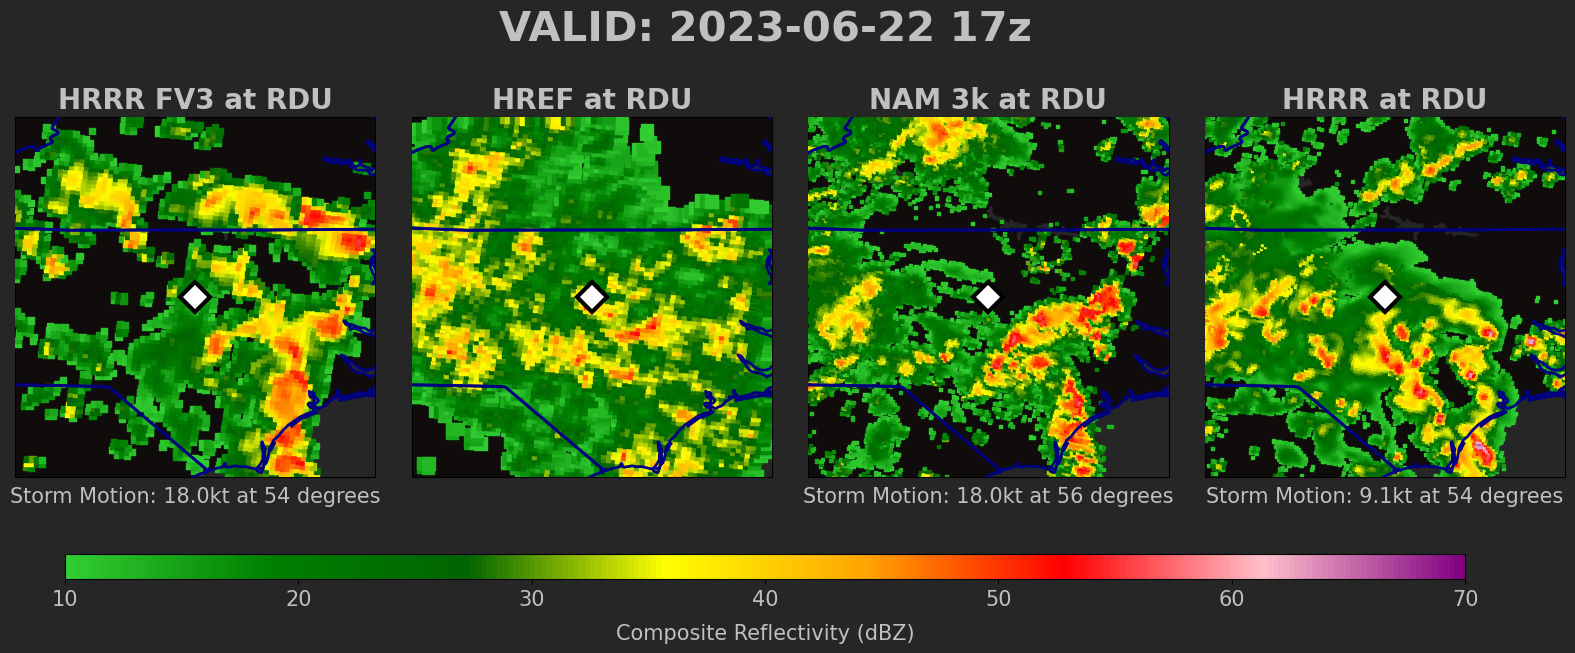 VALID: 2023-06-22 17z
HRRR FV3 at RDU
HREF at RDU
NAM 3k at RDU
HRRR at RDU
Storm Motion: 18.0kt at 54 degrees
Storm Motion: 18.0kt at 56 degrees
Storm Motion: 9.1kt at 54 degrees
10 20 30 40 50 60 70
Composite Reflectivity (dBZ)